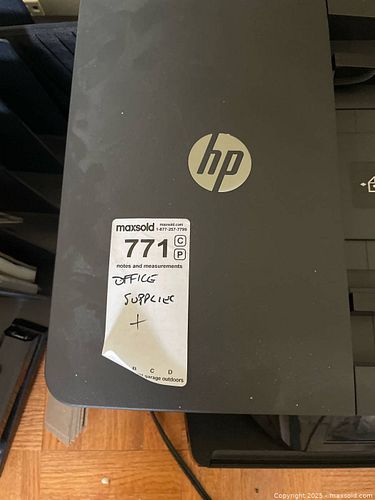 hp
maxsold maxsold.com
1-877-257-7799
771 C
P
notes and measurements
OFFICE
SUPPLIES
+
B C D
garage outdoors
Copyright 2025 - maxsold.com